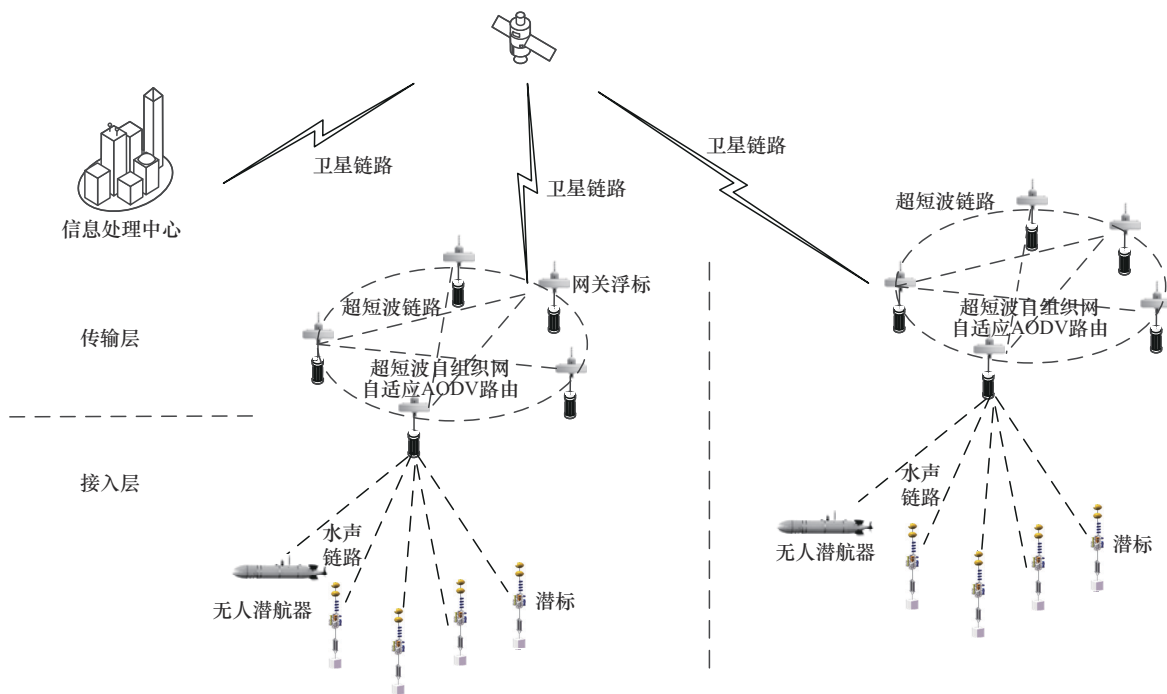 卫星链路
卫星链路
卫星链路
信息处理中心
超短波链路
网关浮标
超短波链路
传输层
超短波自组织网
自适应AODV路由
超短波自组织网
自适应AODV路由
接入层
水声
链路
无人潜航器
潜标
水声
链路
无人潜航器
潜标